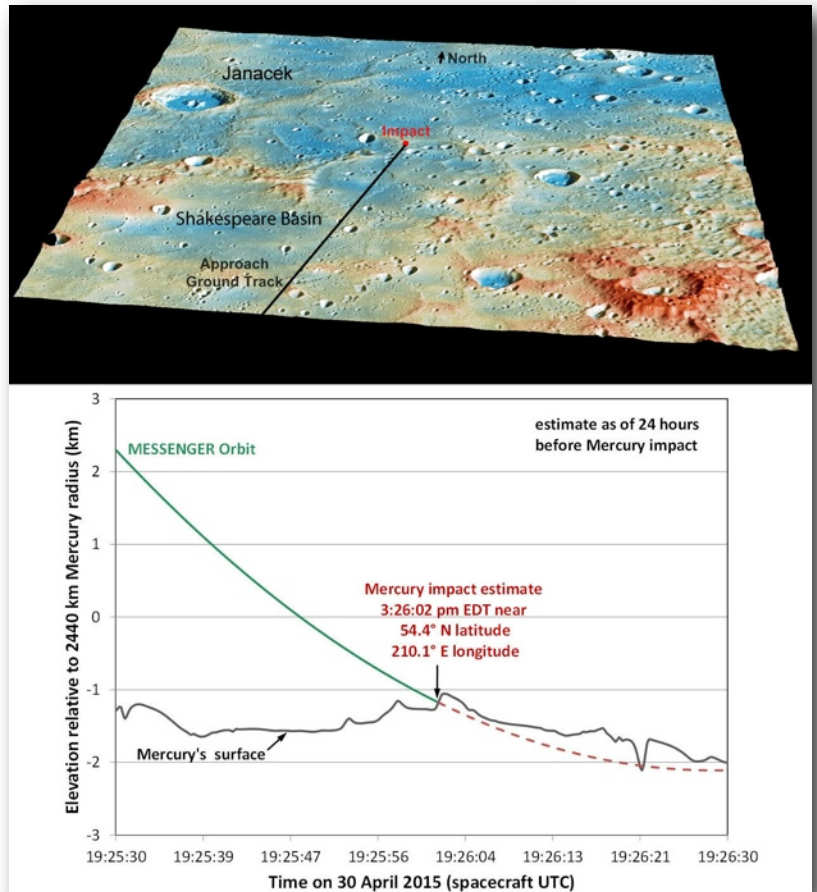 North
Janacek
Impact
Shakespeare Basin
Approach
Ground Track
3
2
1
0
-1
-2
-3
Elevation relative to 2440 km Mercury radius (km)
MESSENGER Orbit
estimate as of 24 hours
before Mercury impact
Mercury impact estimate
3:26:02 pm EDT near
54.4° N latitude
210.1° E longitude
Mercury's surface
19:25:30 19:25:39 19:25:47 19:25:56 19:26:04 19:26:13 19:26:21 19:26:30
Time on 30 April 2015 (spacecraft UTC)